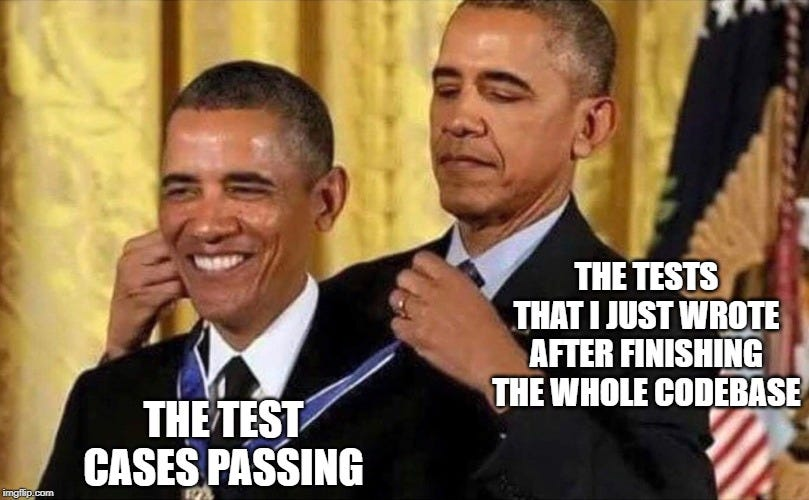 THE TESTS
THAT I JUST WROTE
AFTER FINISHING
THE WHOLE CODEBASE
THE TEST
CASES PASSING
imgflip.com